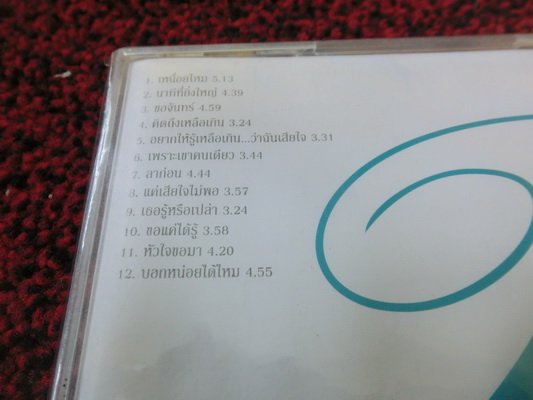 1. เหนื่อยไหม 5.13
2. นาทีที่ยิ่งใหญ่ 4.39
3. ขอจันทร์ 4.59
4. คิดถึงเหลือเกิน 3.24
5. อยากให้รู้เหลือเกิน...ว่าฉันเสียใจ 3.31
6. เพราะเขาคนเดียว 3.44
7. ลาก่อน 4.44
8. แค่เสียใจไม่พอ 3.57
9. เธอรู้หรือเปล่า 3.24
10. ขอแค่ได้รู้ 3.58
11. หัวใจขอมา 4.20
12. บอกหน่อยได้ไหม 4.55